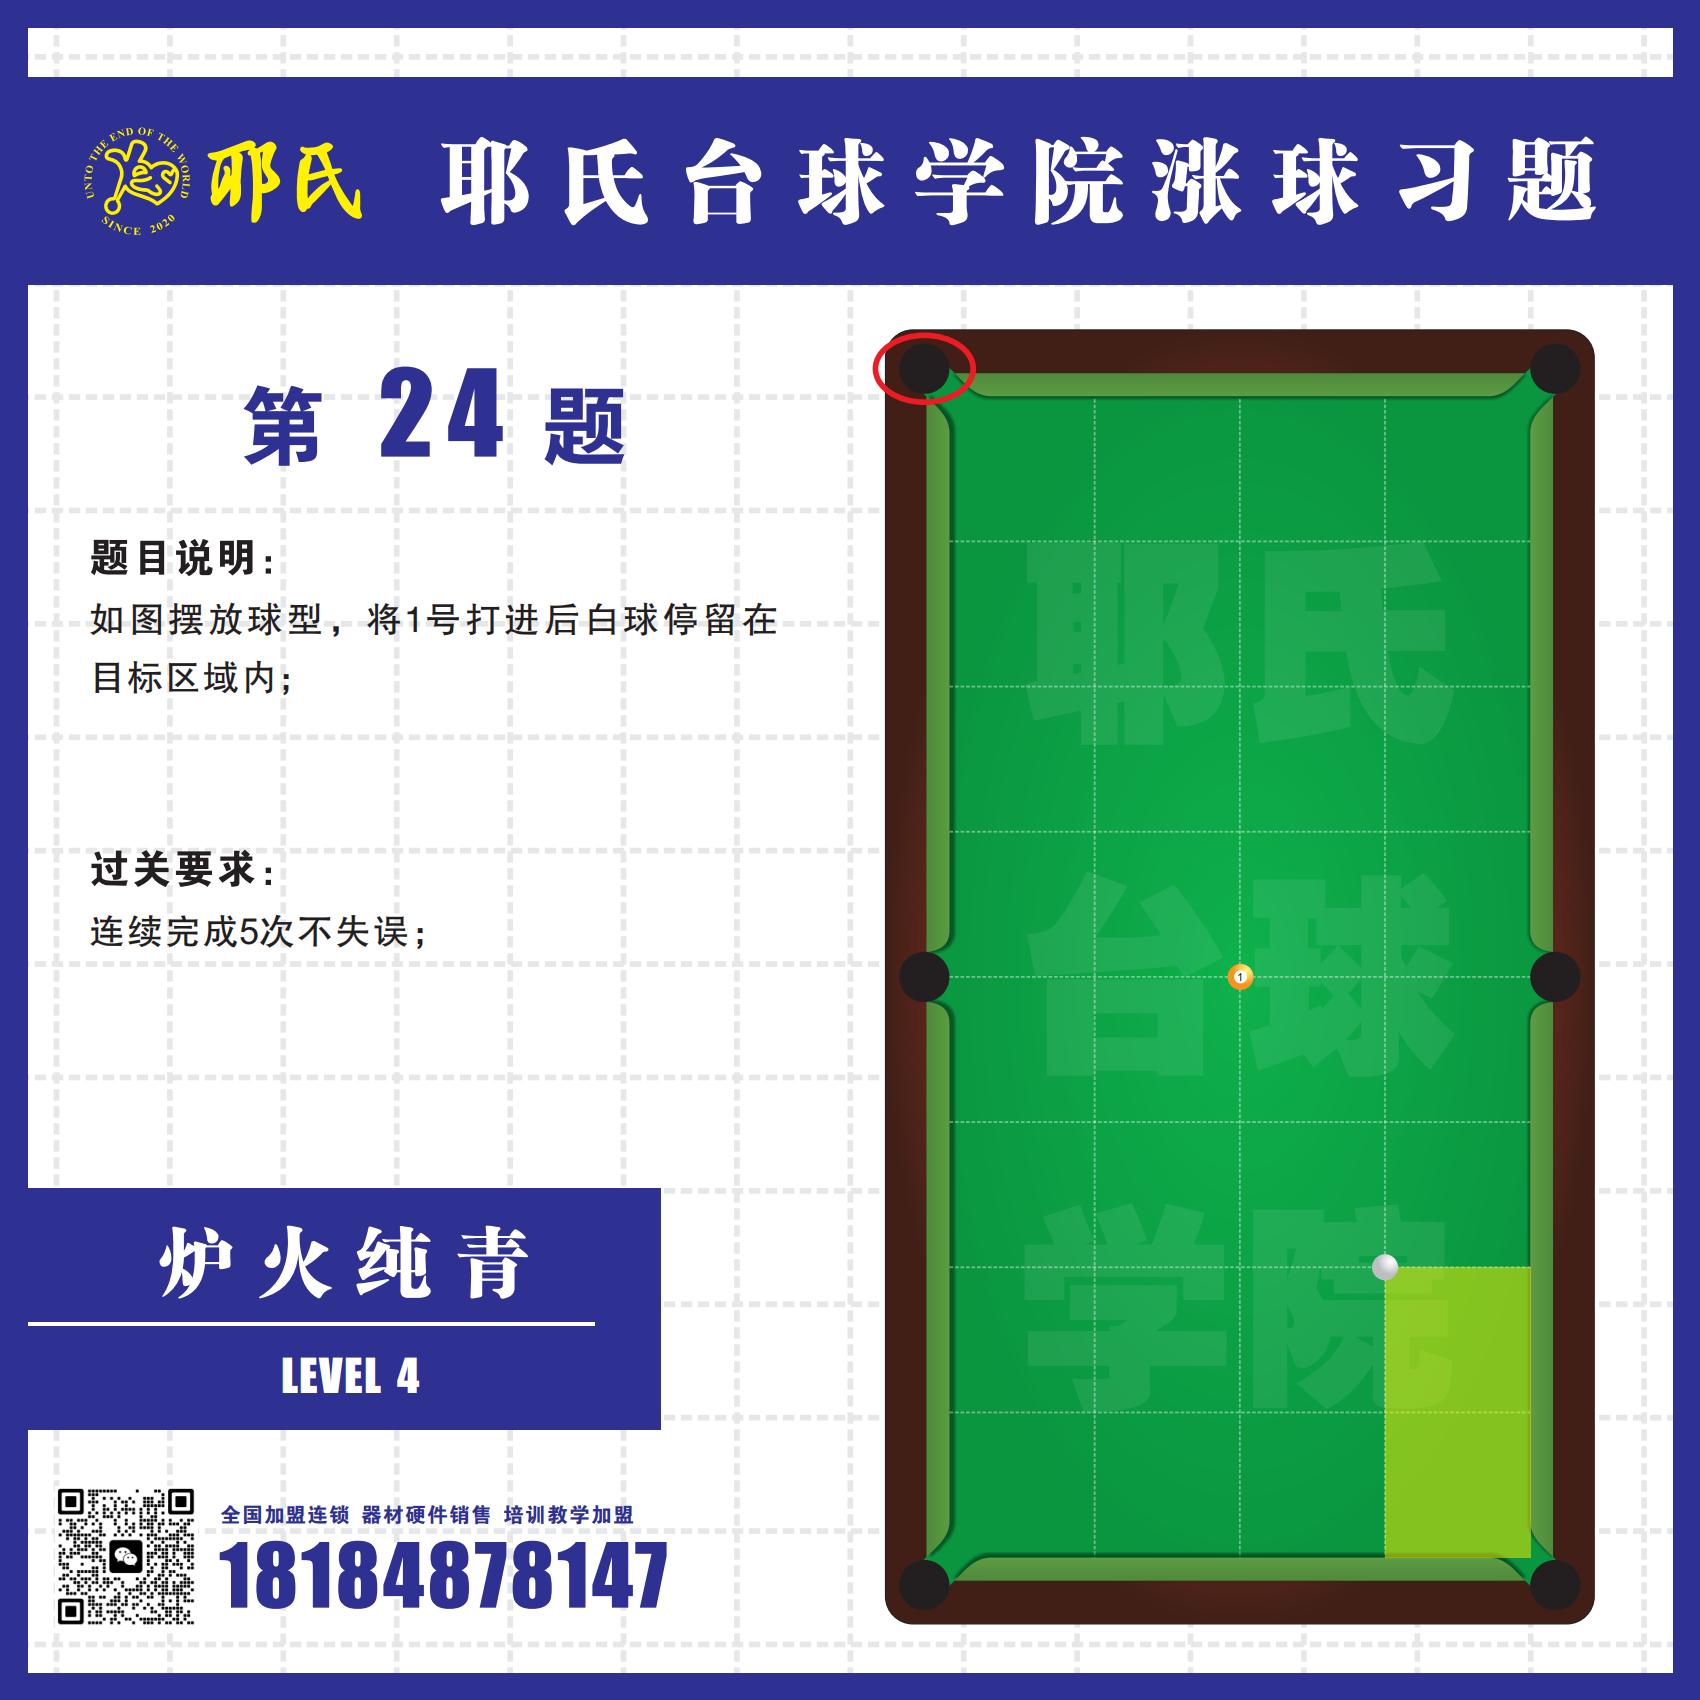 UNTO THE END OF THE WORLD
SINCE 2020
耶氏
耶氏台球学院涨球习题
第 24 题
题目说明：
如图摆放球型，将1号打进后白球停留在
目标区域内；
过关要求：
连续完成5次不失误；
耶氏
台球
学院
1
炉火纯青
LEVEL 4
全国加盟连锁 器材硬件销售 培训教学加盟
18184878147